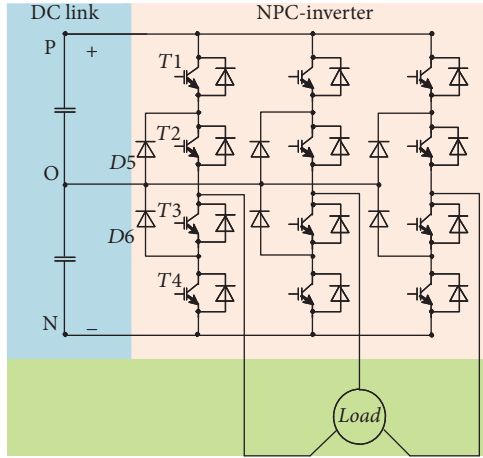 DC link
NPC-inverter
P
+
T1
T2
D5
O
T3
D6
T4
N
−
Load